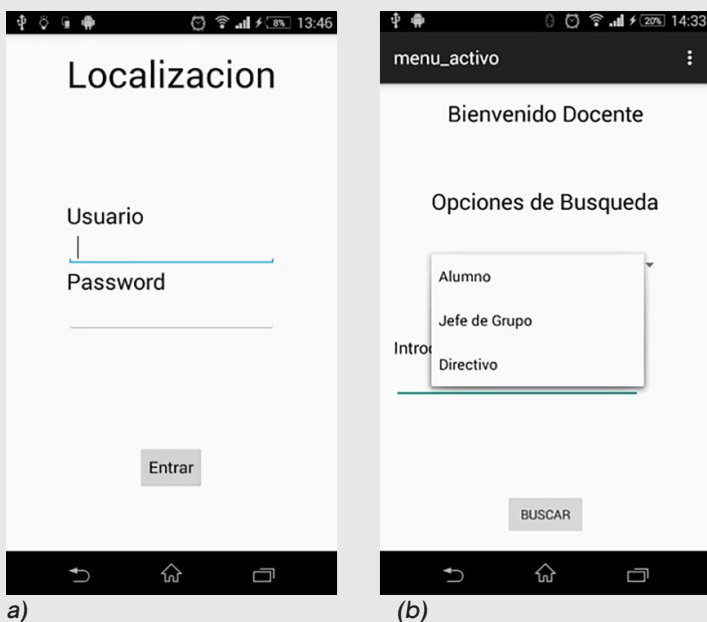 8% 13:46
Localizacion
Usuario
Password
Entrar
a)
20% 14:33
menu_activo
Bienvenido Docente
Opciones de Busqueda
Alumno
Jefe de Grupo
Directivo
BUSCAR
(b)